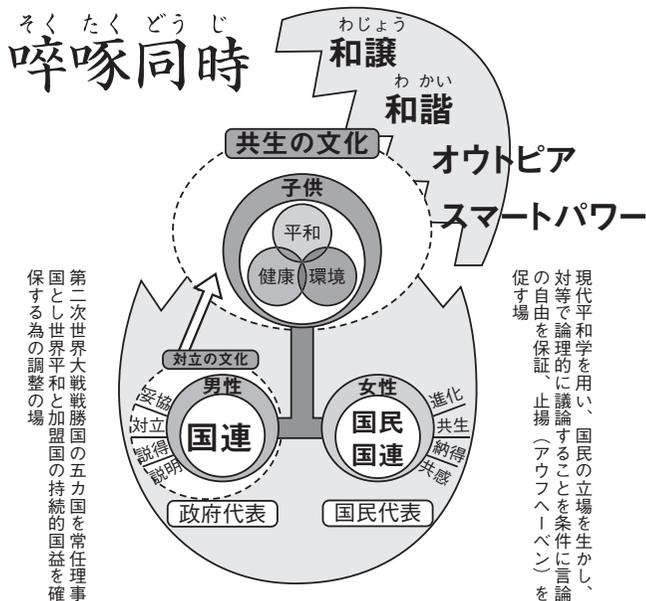 そく たく どう じ
啐啄同時
わじょう
和譲
わ かい
和諧
オウトピア
スマートパワー
共生の文化
子供
平和
健康
環境
現代平和学を用い、国民の立場を生かし、
対等で論理的に議論することを条件に言論
の自由を保証、止揚（アウフヘーベン）を
促す場
対立の文化
男性
国連
妥協
対立
説得
説明
女性
国民
国連
進化
共生
納得
共感
政府代表
国民代表
第二次世界大戦戦勝国の五カ国を常任理事
国とし世界平和と加盟国の持続的国益を確
保する為の調整の場